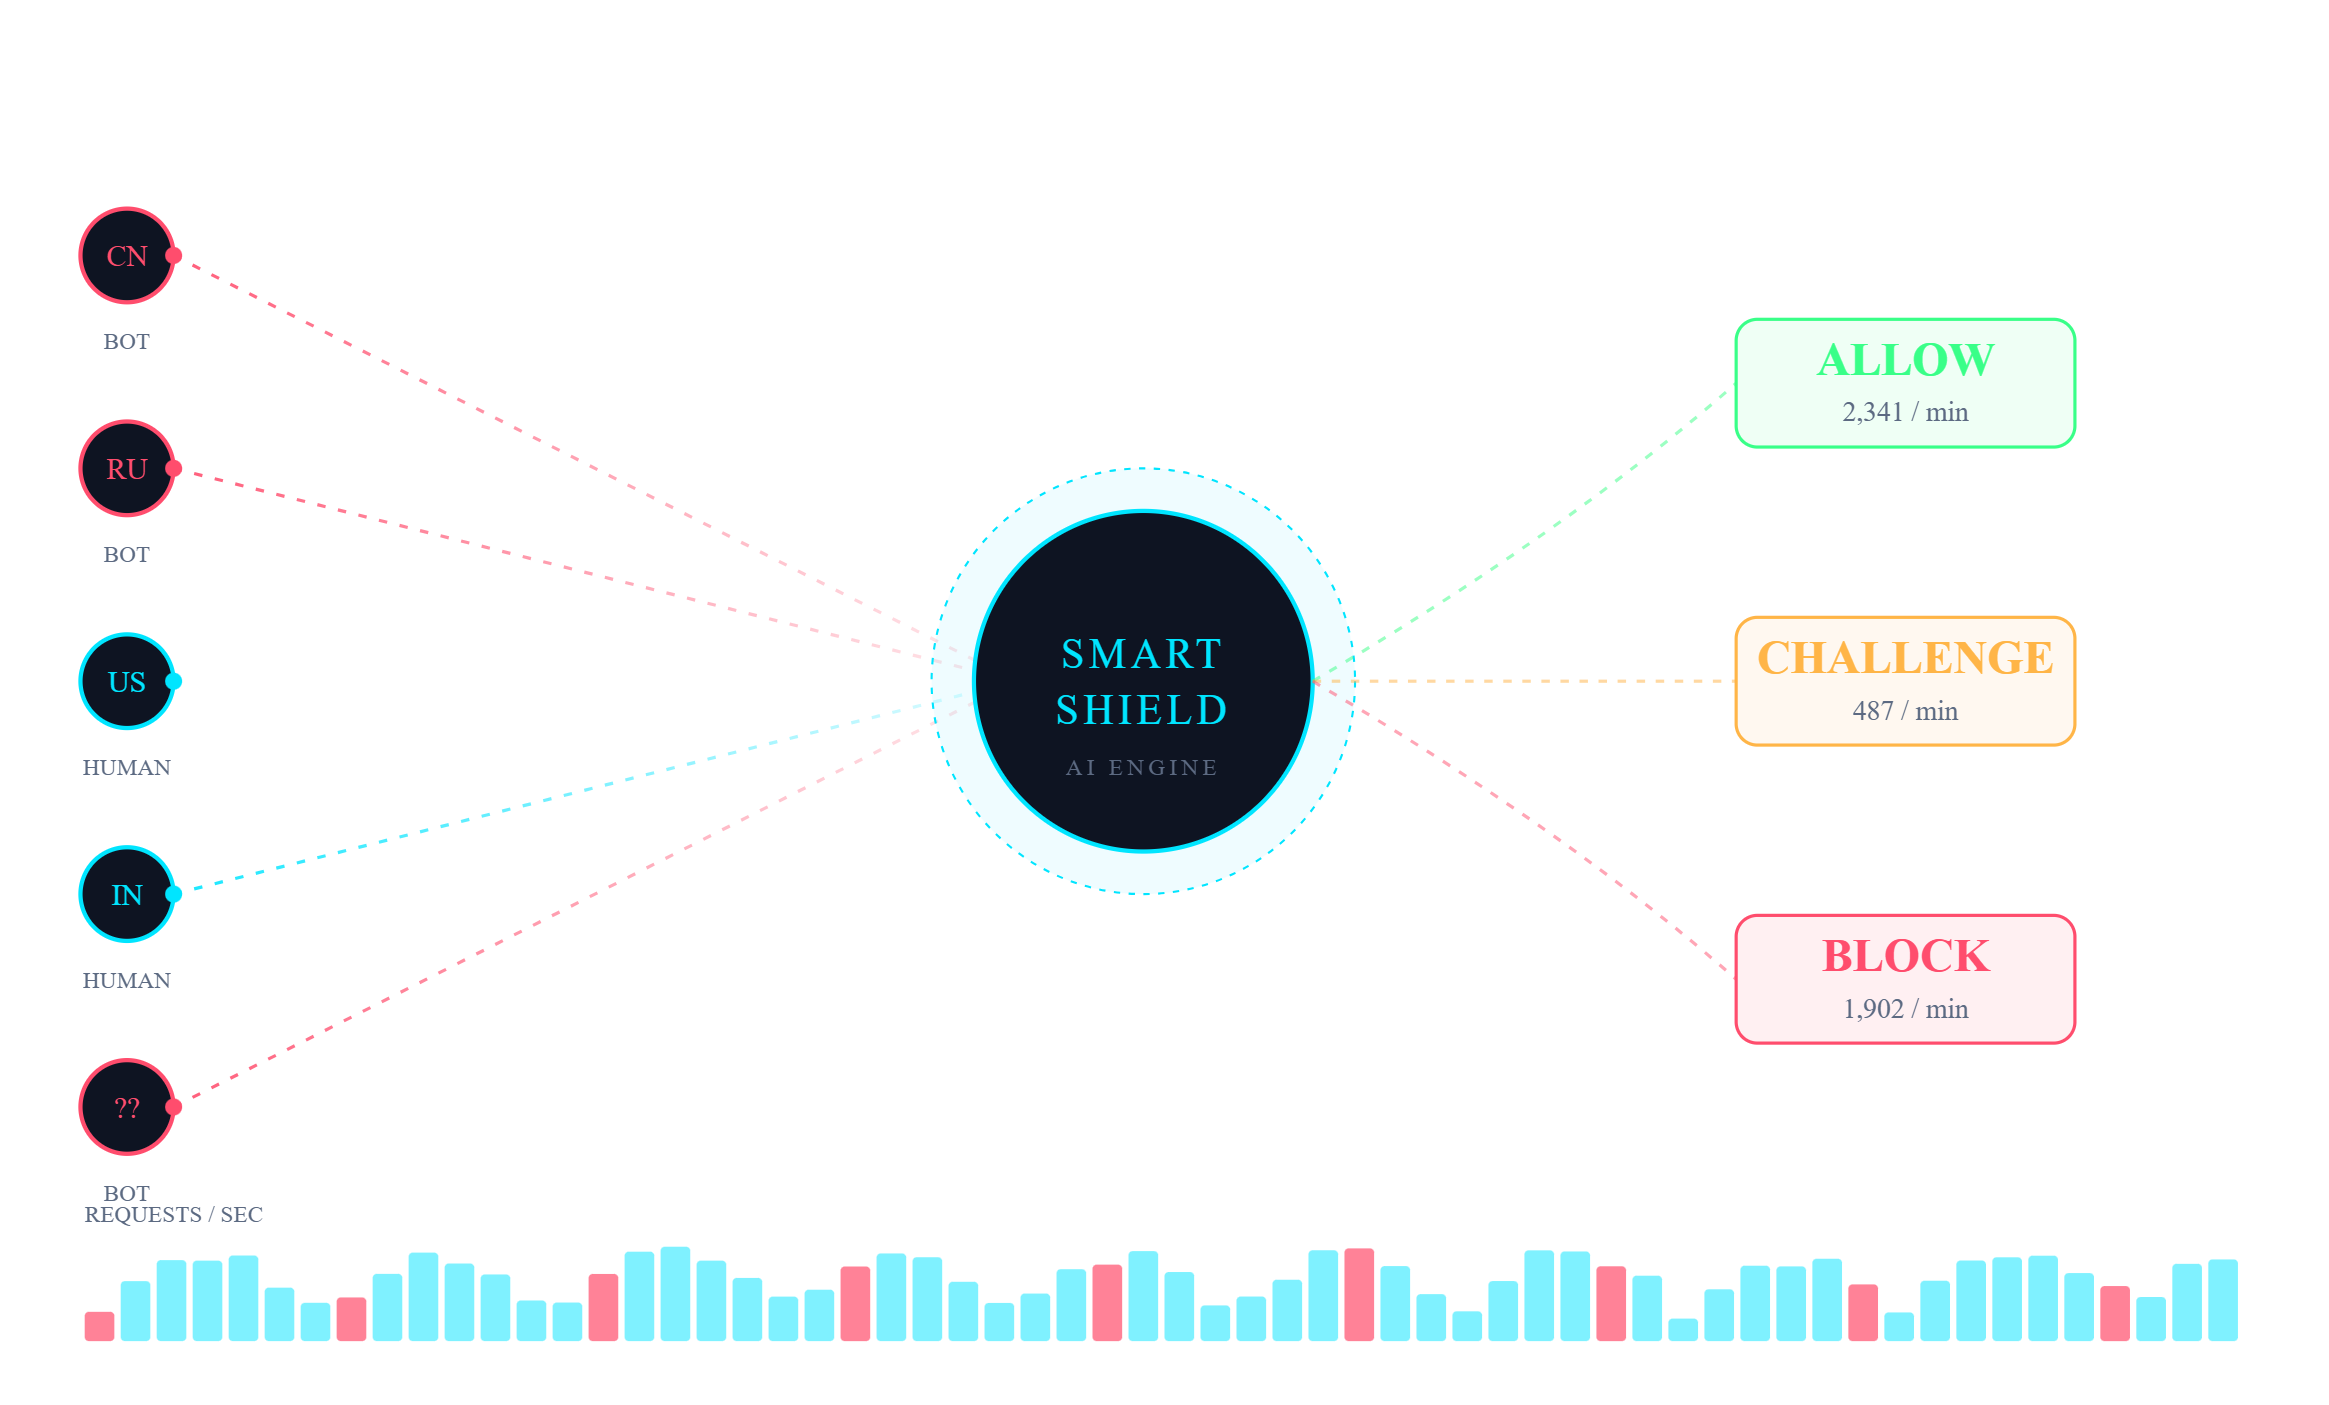 CN
BOT
RU
BOT
US
HUMAN
IN
HUMAN
??
BOT
SMART
SHIELD
AI ENGINE
ALLOW
2,341 / min
CHALLENGE
487 / min
BLOCK
1,902 / min
REQUESTS / SEC